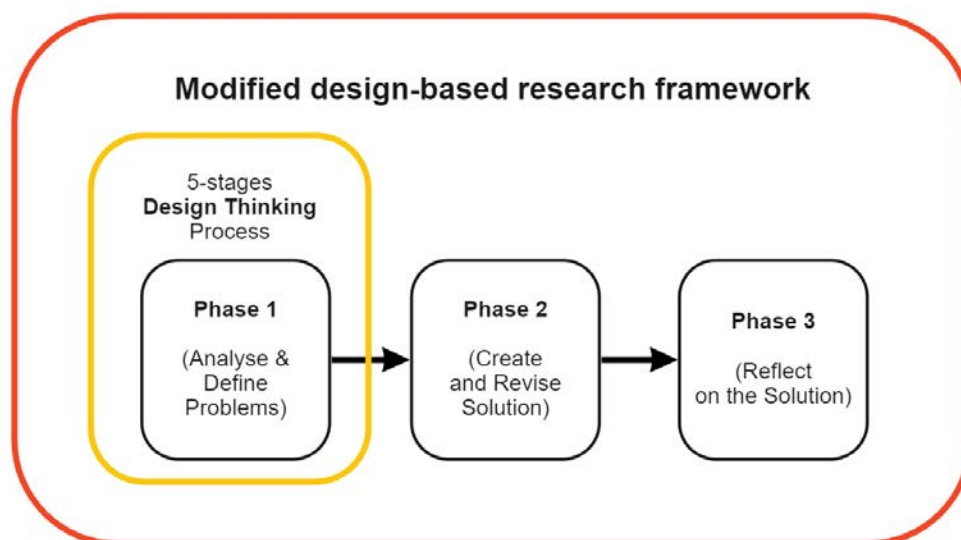 Modified design-based research framework
5-stages
Design Thinking
Process
Phase 1
(Analyse &
Define
Problems)
Phase 2
(Create
and Revise
Solution)
Phase 3
(Reflect
on the Solution)